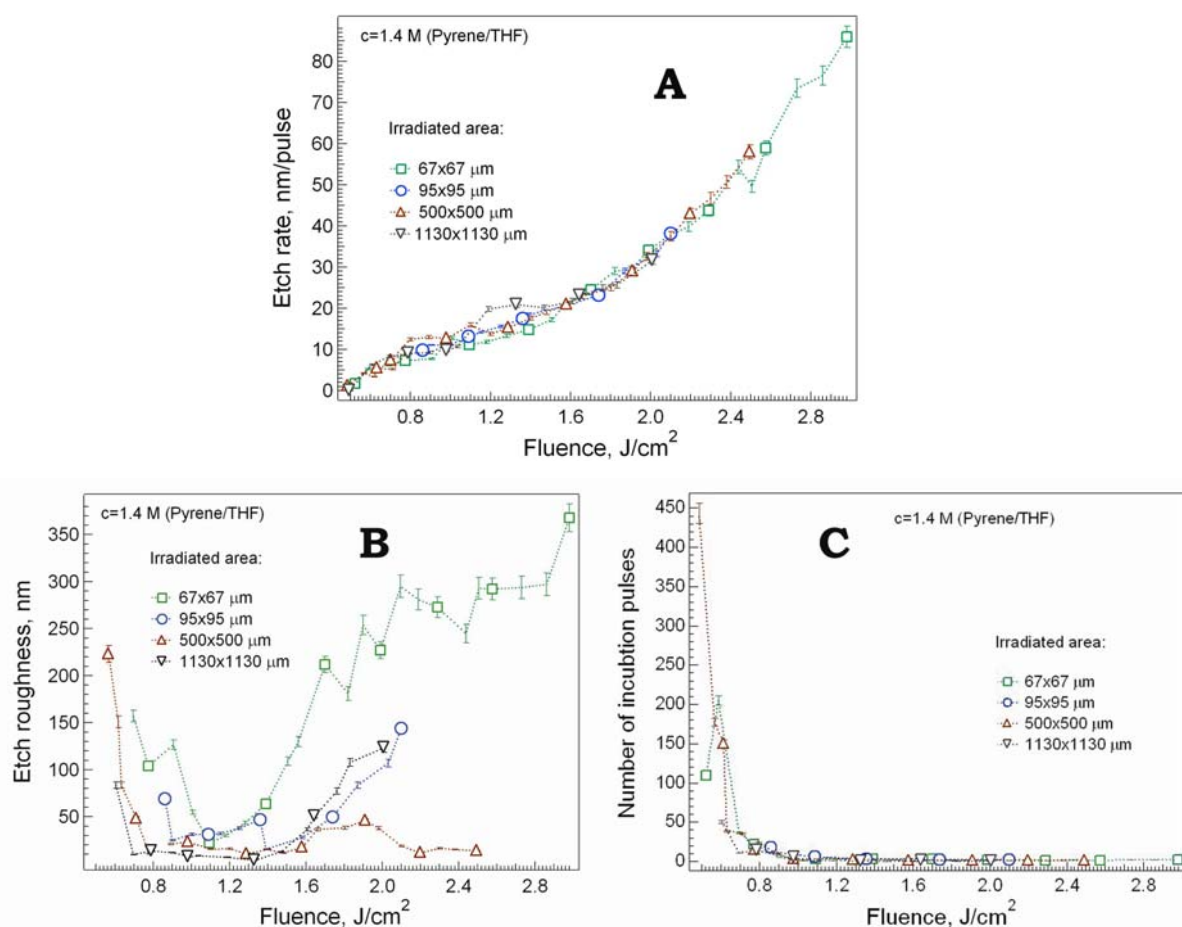 c=1.4 M (Pyrene/THF)
A
Irradiated area:
67x67 μm
95x95 μm
500x500 μm
1130x1130 μm
Etch rate, nm/pulse
80
70
60
50
40
30
20
10
0
0.8 1.2 1.6 2.0 2.4 2.8
Fluence, J/cm²
c=1.4 M (Pyrene/THF)
B
Irradiated area:
67x67 μm
95x95 μm
500x500 μm
1130x1130 μm
Etch roughness, nm
350
300
250
200
150
100
50
0.8 1.2 1.6 2.0 2.4 2.8
Fluence, J/cm²
c=1.4 M (Pyrene/THF)
C
Irradiated area:
67x67 μm
95x95 μm
500x500 μm
1130x1130 μm
Number of incubtion pulses
450
400
350
300
250
200
150
100
50
0
0.8 1.2 1.6 2.0 2.4 2.8
Fluence, J/cm²